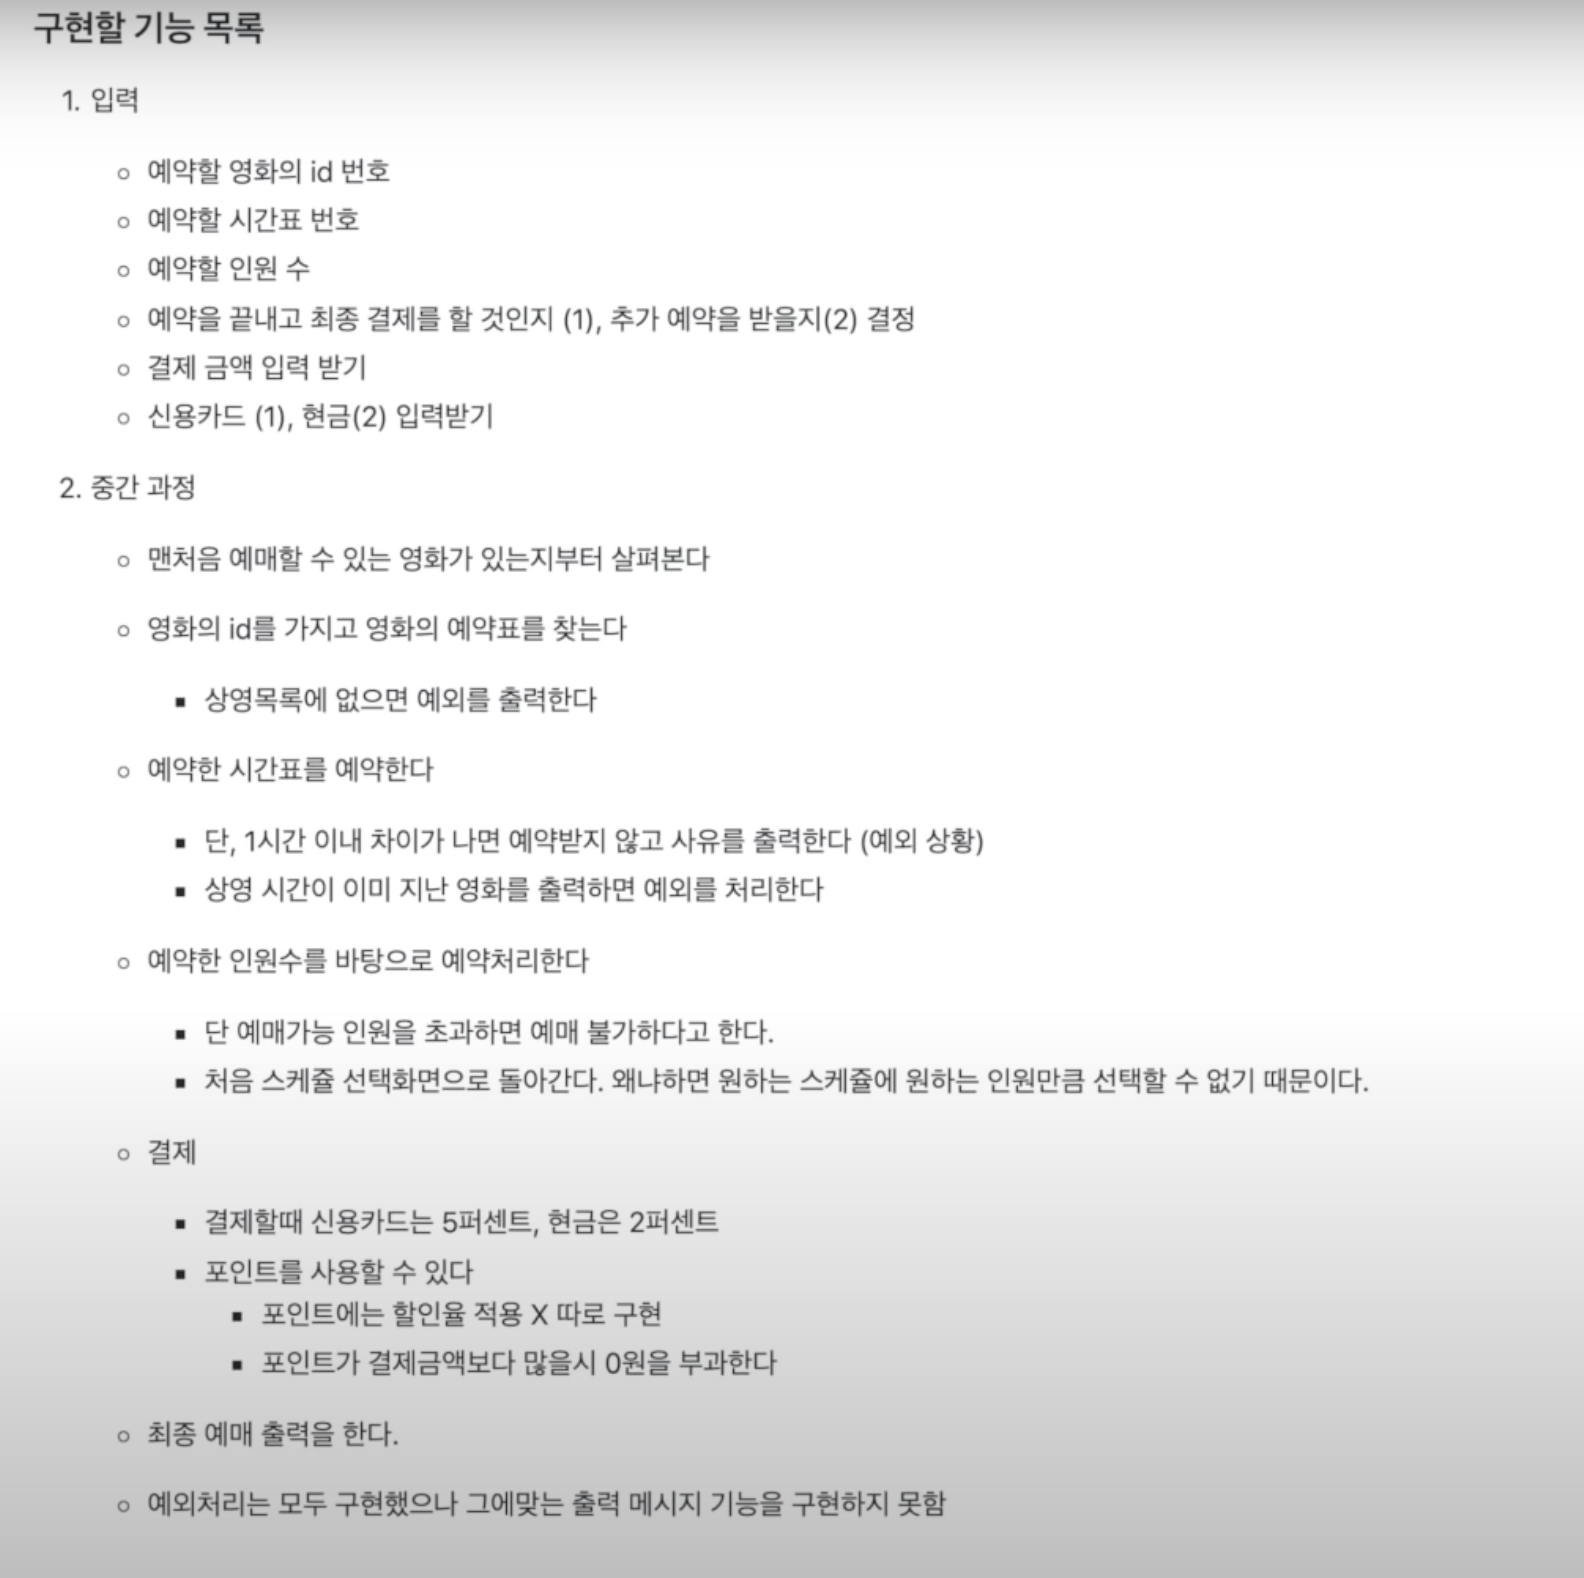 구현할 기능 목록
1. 입력
○ 예약할 영화의 id 번호
○ 예약할 시간표 번호
○ 예약할 인원 수
○ 예약을 끝내고 최종 결제를 할 것인지 (1), 추가 예약을 받을지(2) 결정
○ 결제 금액 입력 받기
○ 신용카드 (1), 현금(2) 입력받기
2. 중간 과정
○ 맨처음 예매할 수 있는 영화가 있는지부터 살펴본다
○ 영화의 id를 가지고 영화의 예약표를 찾는다
■ 상영목록에 없으면 예외를 출력한다
○ 예약한 시간표를 예약한다
■ 단, 1시간 이내 차이가 나면 예약받지 않고 사유를 출력한다 (예외 상황)
■ 상영 시간이 이미 지난 영화를 출력하면 예외를 처리한다
○ 예약한 인원수를 바탕으로 예약처리한다
■ 단 예매가능 인원을 초과하면 예매 불가하다고 한다.
■ 처음 스케쥴 선택화면으로 돌아간다. 왜냐하면 원하는 스케쥴에 원하는 인원만큼 선택할 수 없기 때문이다.
○ 결제
■ 결제할때 신용카드는 5퍼센트, 현금은 2퍼센트
■ 포인트를 사용할 수 있다
■ 포인트에는 할인율 적용 X 따로 구현
■ 포인트가 결제금액보다 많을시 0원을 부과한다
○ 최종 예매 출력을 한다.
○ 예외처리는 모두 구현했으나 그에맞는 출력 메시지 기능을 구현하지 못함